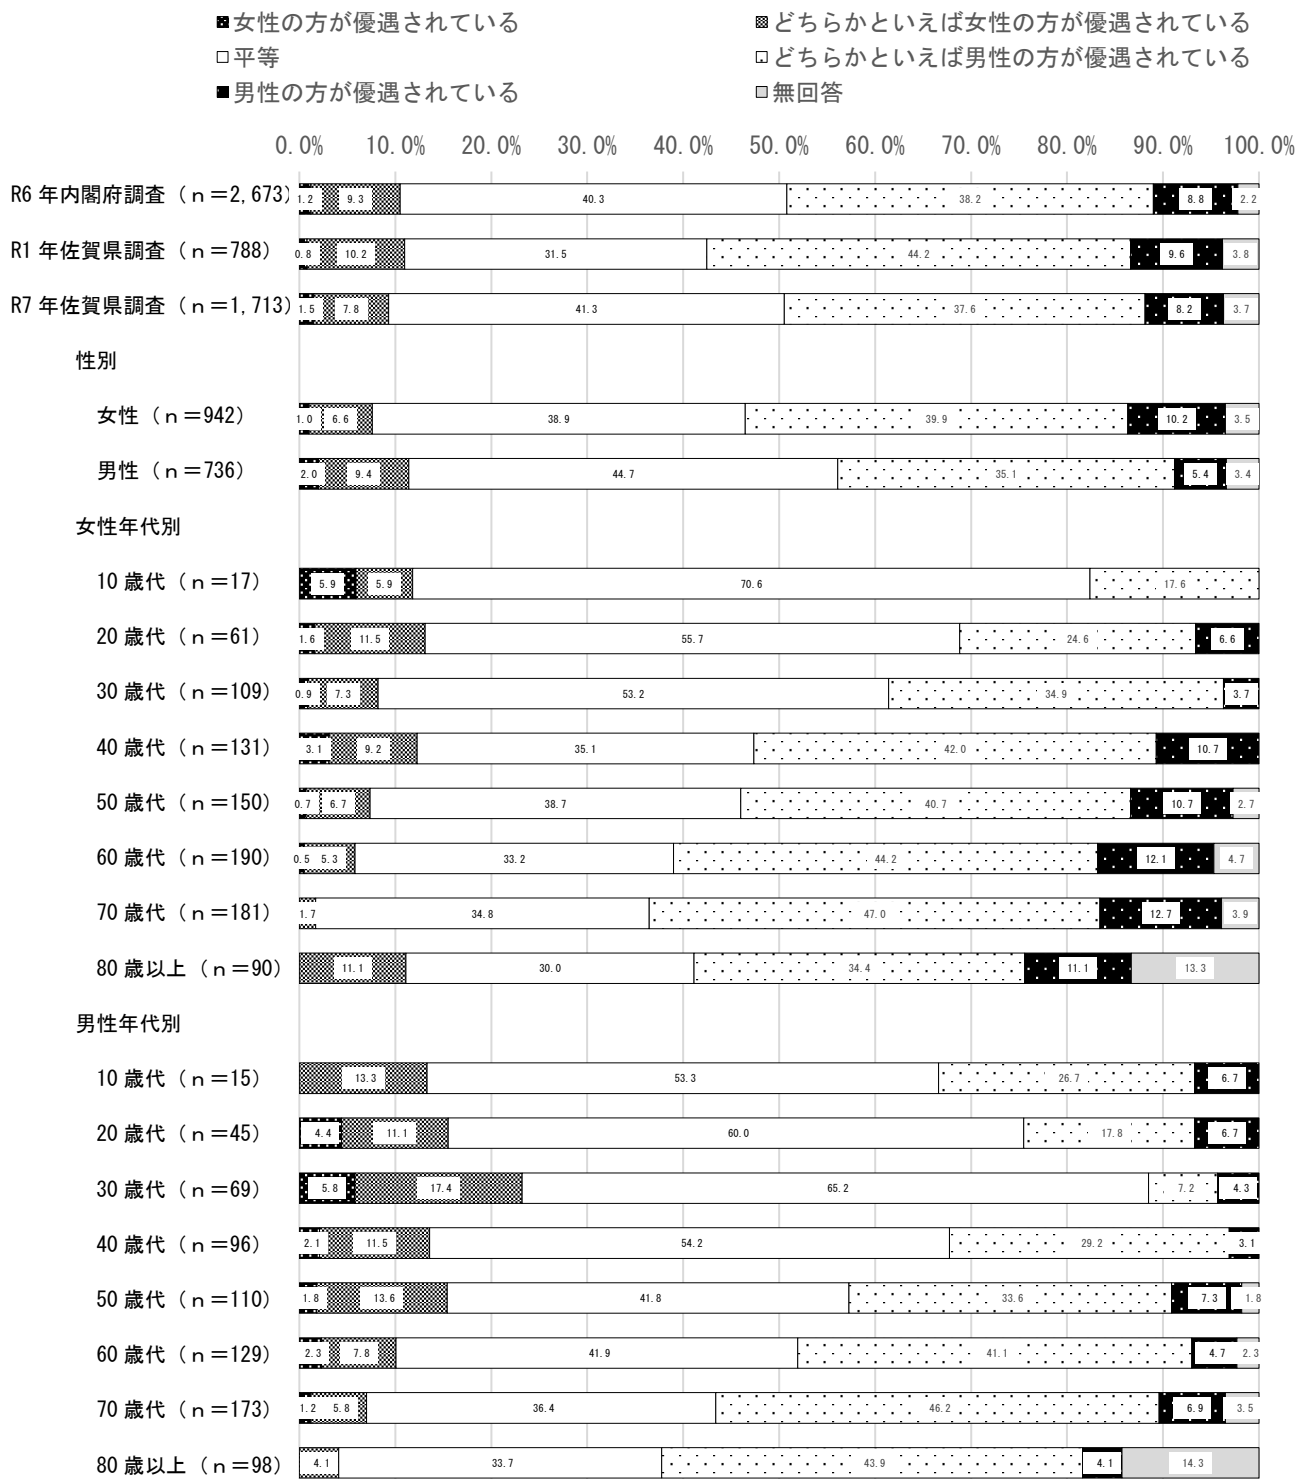 女性の方が優遇されている どちらかといえば女性の方が優遇されている
平等 どちらかといえば男性の方が優遇されている
男性の方が優遇されている 無回答
0.0% 10.0% 20.0% 30.0% 40.0% 50.0% 60.0% 70.0% 80.0% 90.0% 100.0%
R6 年内閣府調査（ｎ＝2,673） 1.2 9.3 40.3 38.2 8.8 2.2
R1 年佐賀県調査（ｎ＝788） 0.8 10.2 31.5 44.2 9.6 3.8
R7 年佐賀県調査（ｎ＝1,713） 1.5 7.8 41.3 37.6 8.2 3.7
性別
女性（ｎ＝942） 1.0 6.6 38.9 39.9 10.2 3.5
男性（ｎ＝736） 2.0 9.4 44.7 35.1 5.4 3.4
女性年代別
10 歳代（ｎ＝17） 5.9 5.9 70.6 17.6
20 歳代（ｎ＝61） 1.6 11.5 55.7 24.6 6.6
30 歳代（ｎ＝109） 0.9 7.3 53.2 34.9 3.7
40 歳代（ｎ＝131） 3.1 9.2 35.1 42.0 10.7
50 歳代（ｎ＝150） 0.7 6.7 38.7 40.7 10.7 2.7
60 歳代（ｎ＝190） 0.5 5.3 33.2 44.2 12.1 4.7
70 歳代（ｎ＝181） 1.7 34.8 47.0 12.7 3.9
80 歳以上（ｎ＝90） 11.1 30.0 34.4 11.1 13.3
男性年代別
10 歳代（ｎ＝15） 13.3 53.3 26.7 6.7
20 歳代（ｎ＝45） 4.4 11.1 60.0 17.8 6.7
30 歳代（ｎ＝69） 5.8 17.4 65.2 7.2 4.3
40 歳代（ｎ＝96） 2.1 11.5 54.2 29.2 3.1
50 歳代（ｎ＝110） 1.8 13.6 41.8 33.6 7.3 1.8
60 歳代（ｎ＝129） 2.3 7.8 41.9 41.1 4.7 2.3
70 歳代（ｎ＝173） 1.2 5.8 36.4 46.2 6.9 3.5
80 歳以上（ｎ＝98） 4.1 33.7 43.9 4.1 14.3